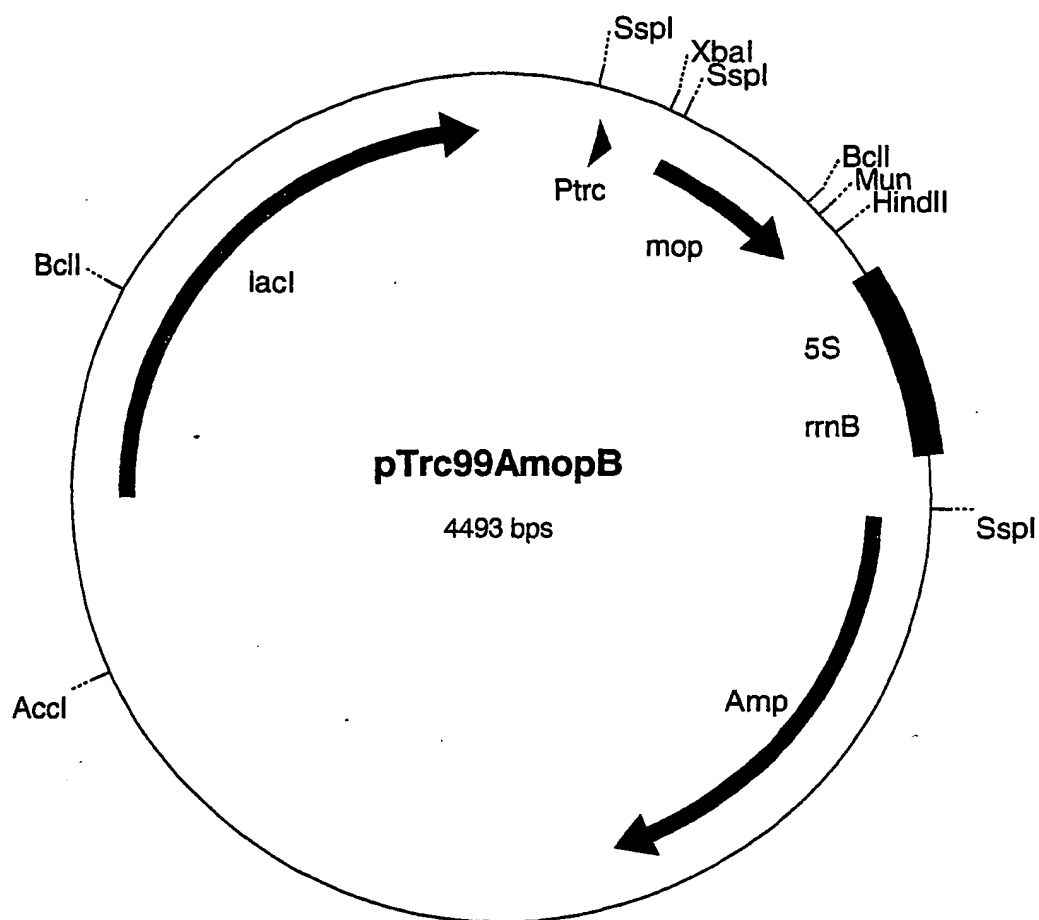 SspI
XbaI
SspI
BclI
Mun
HindII
Ptrc
mop
BclI
lacI
5S
rrnB
pTrc99AmopB
4493 bps
SspI
AccI
Amp